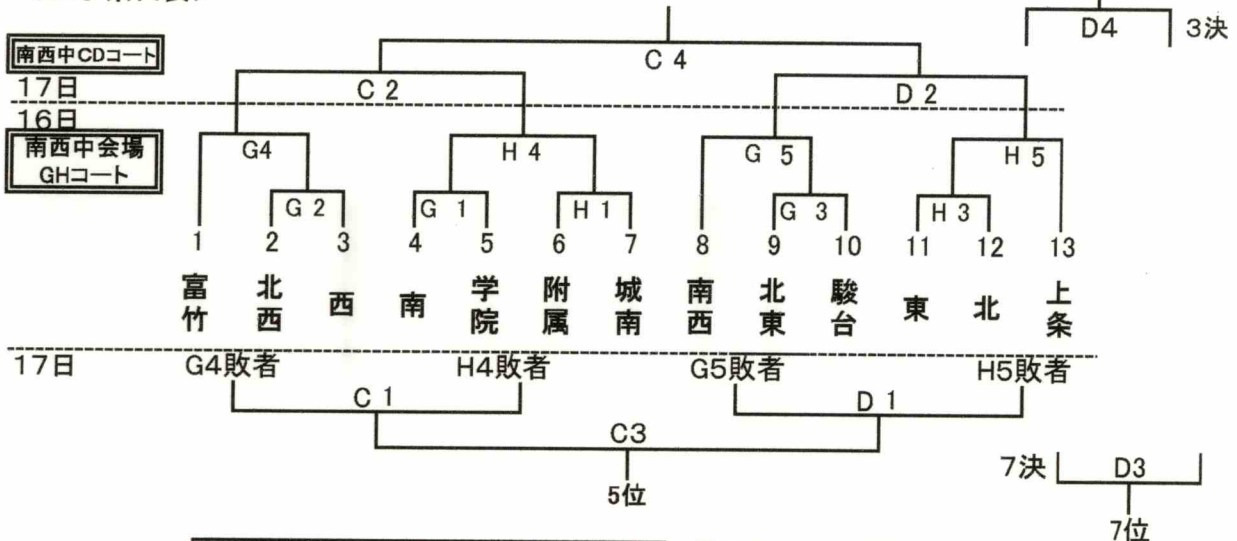 D4 3決
南西中CDコート
C 4
17日
C 2 D 2
16日
南西中会場
GHコート
G4 H 4 G 5 H 5
G 2 G 1 H 1 G 3 H 3
1 2 3 4 5 6 7 8 9 10 11 12 13
富竹 北西 西 南 学院 附属 城南 南西 北東 駿台 東 北 上条
17日 G4敗者 H4敗者 G5敗者 H5敗者
C 1 D 1
C3
7決 D3
5位
7位